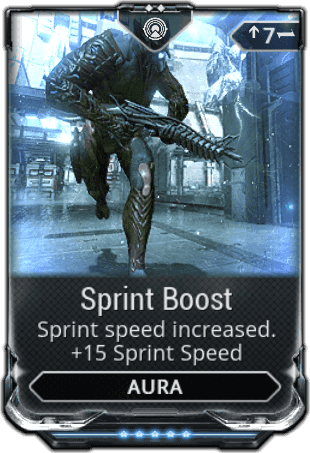 7
Sprint Boost
Sprint speed increased.
+15 Sprint Speed
AURA